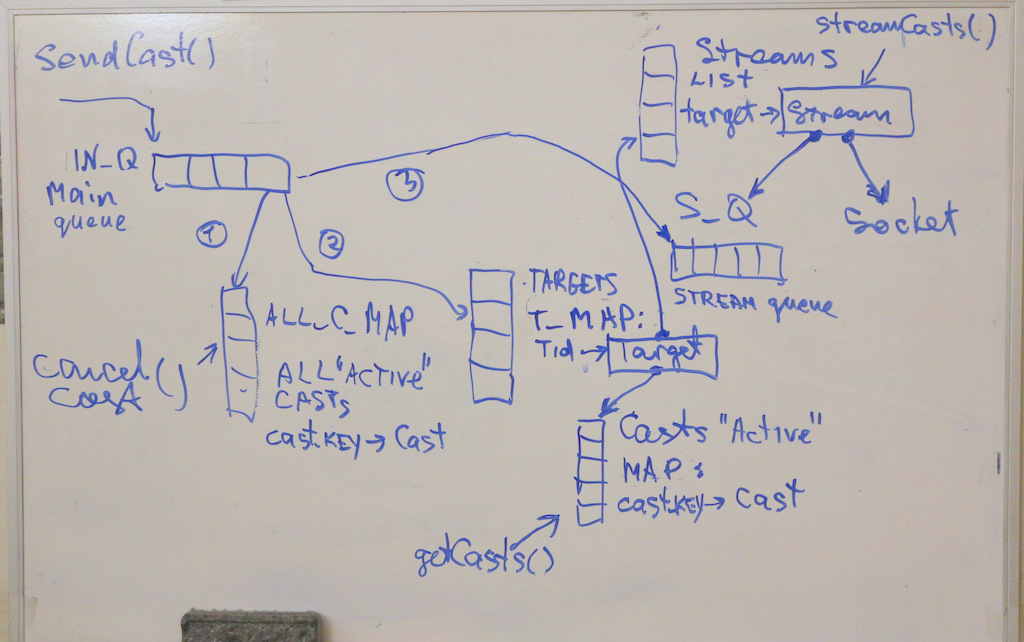 SendCast()
IN_Q
Main
queue
1
2
3
ALL_C_MAP
ALL "ACTIVE"
CASTs
cast.KEY → Cast
Cancel()
Cast
TARGETS
T_MAP:
Tid → Target
Casts "Active"
MAP:
cast.KEY → Cast
getCasts()
Streams
LIST
target → Stream
streamCasts()
S_Q
STREAM queue
Socket